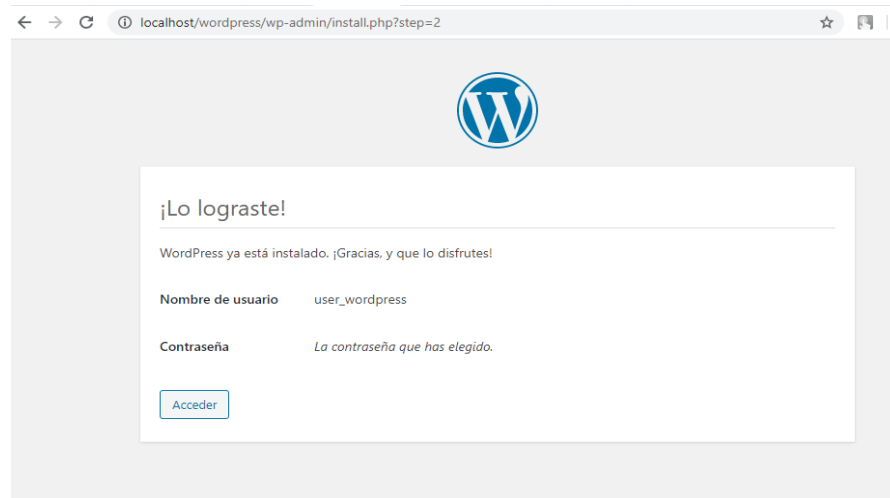 localhost/wordpress/wp-admin/install.php?step=2
¡Lo lograste!
WordPress ya está instalado. ¡Gracias, y que lo disfrutes!
Nombre de usuario user_wordpress
Contraseña La contraseña que has elegido.
Acceder